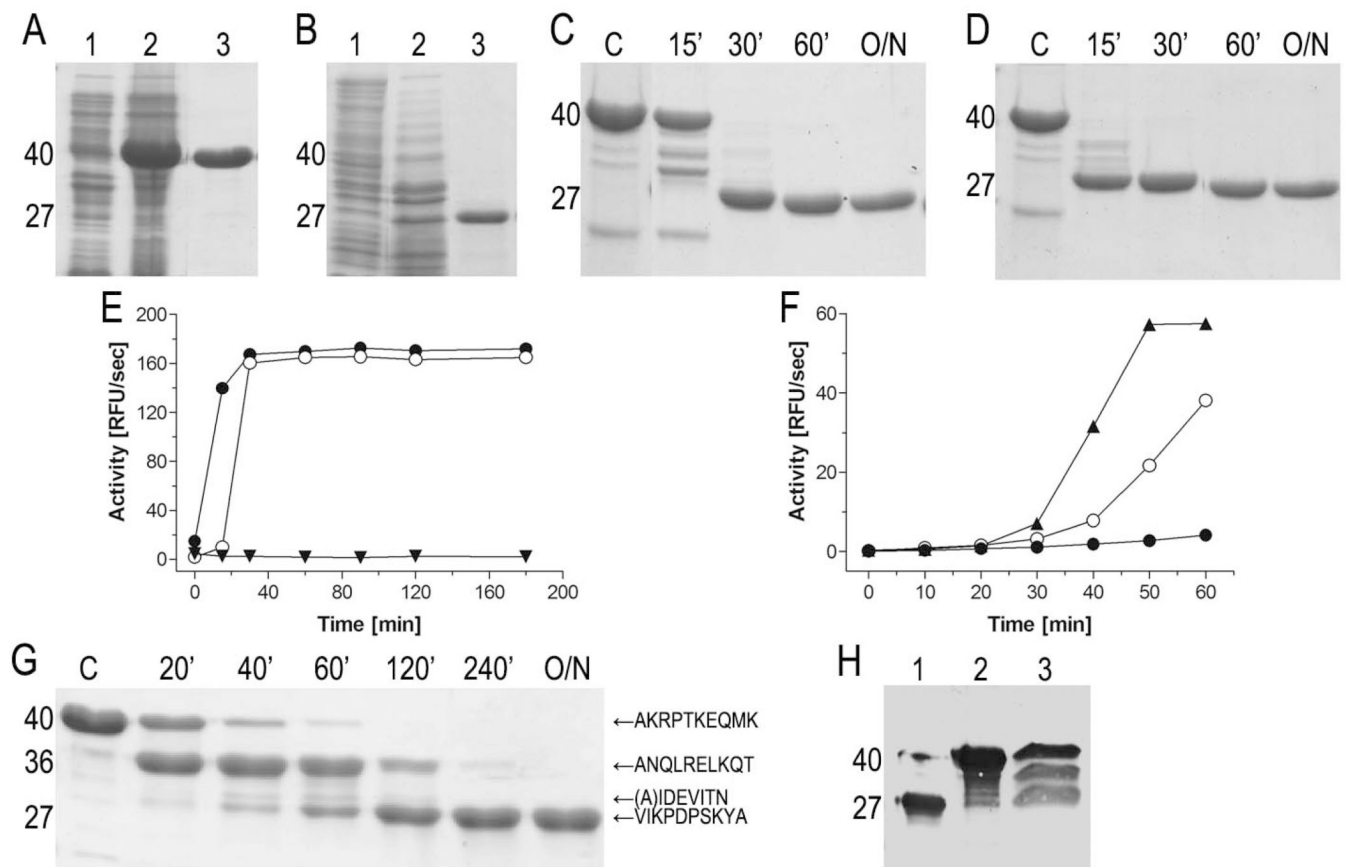 A B C D
1 2 3
40
27
1 2 3
40
27
C 15’ 30’ 60’ O/N
40
27
C 15’ 30’ 60’ O/N
40
27
E
200
160
120
80
40
0
Activity [RFU/sec]
0 40 80 120 160 200
Time [min]
F
60
40
20
0
Activity [RFU/sec]
0 10 20 30 40 50 60
Time [min]
G
C 20’ 40’ 60’ 120’ 240’ O/N
40
36
27
←AKRPTKEQMK
←ANQLRELKQT
←(A)IDEVITN
←VIKPDPSKYA
H
1 2 3
40
27